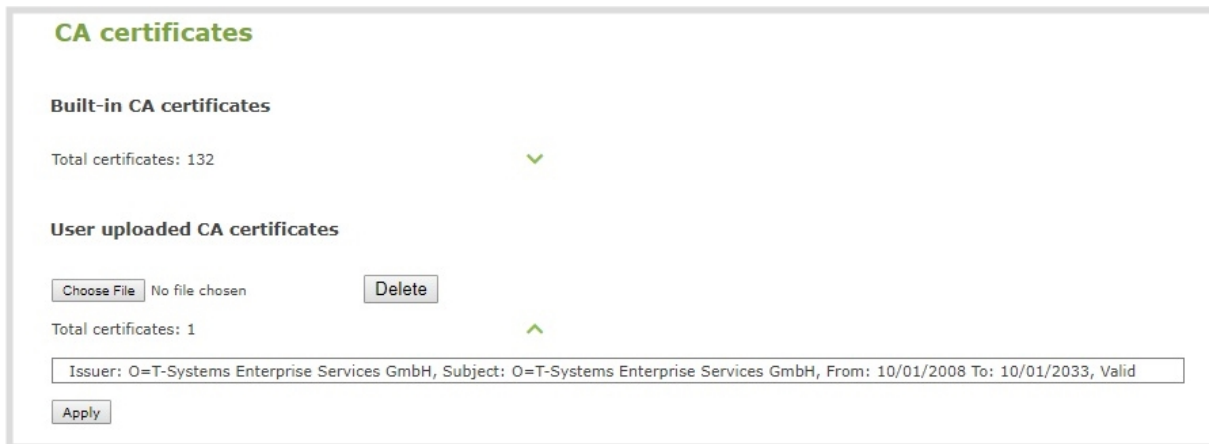 CA certificates
Built-in CA certificates
Total certificates: 132
User uploaded CA certificates
Choose File No file chosen Delete
Total certificates: 1
Issuer: O=T-Systems Enterprise Services GmbH, Subject: O=T-Systems Enterprise Services GmbH, From: 10/01/2008 To: 10/01/2033, Valid
Apply